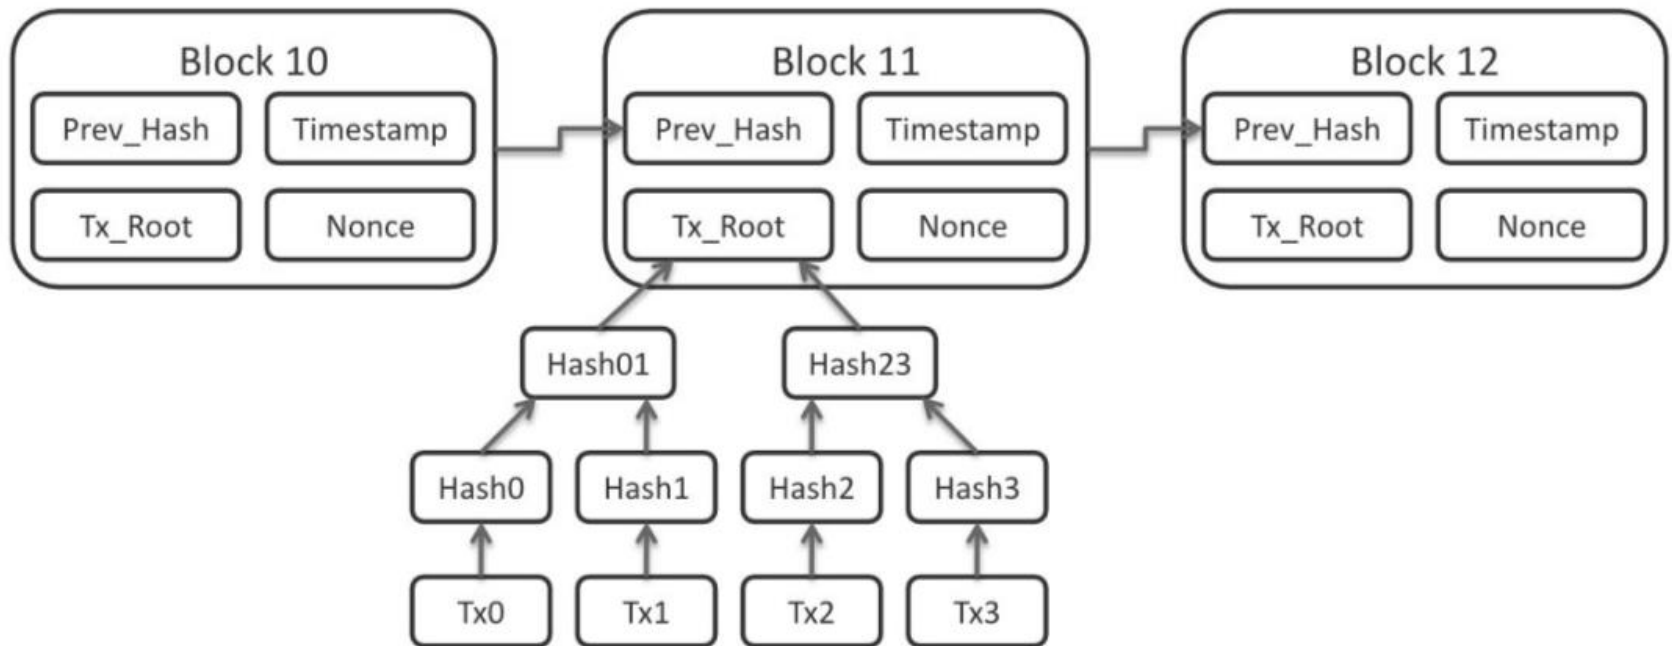 Block 10
Prev_Hash Timestamp
Tx_Root Nonce
Block 11
Prev_Hash Timestamp
Tx_Root Nonce
Block 12
Prev_Hash Timestamp
Tx_Root Nonce
Hash01 Hash23
Hash0 Hash1 Hash2 Hash3
Tx0 Tx1 Tx2 Tx3